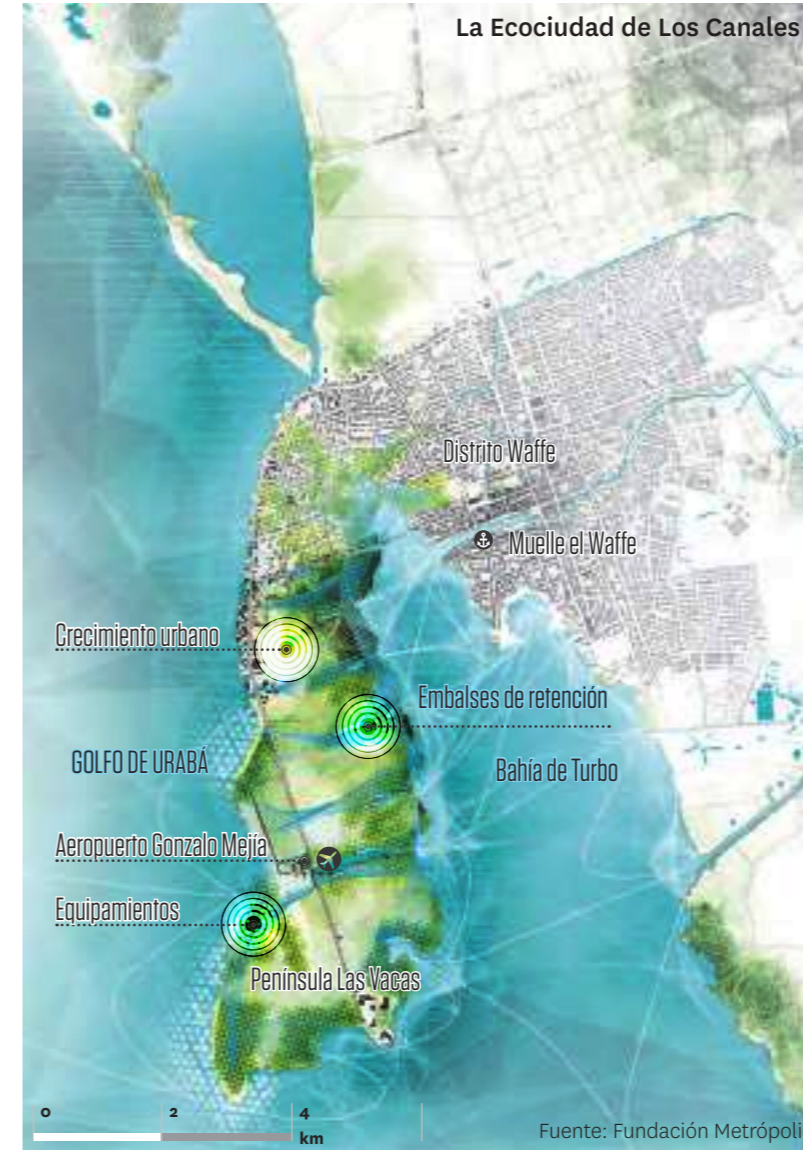 La Ecociudad de Los Canales
Distrito Waffe
Muelle el Waffe
Crecimiento urbano
Embalses de retención
GOLFO DE URABÁ
Bahía de Turbo
Aeropuerto Gonzalo Mejía
Equipamientos
Península Las Vacas
0 2 4
km
Fuente: Fundación Metrópoli